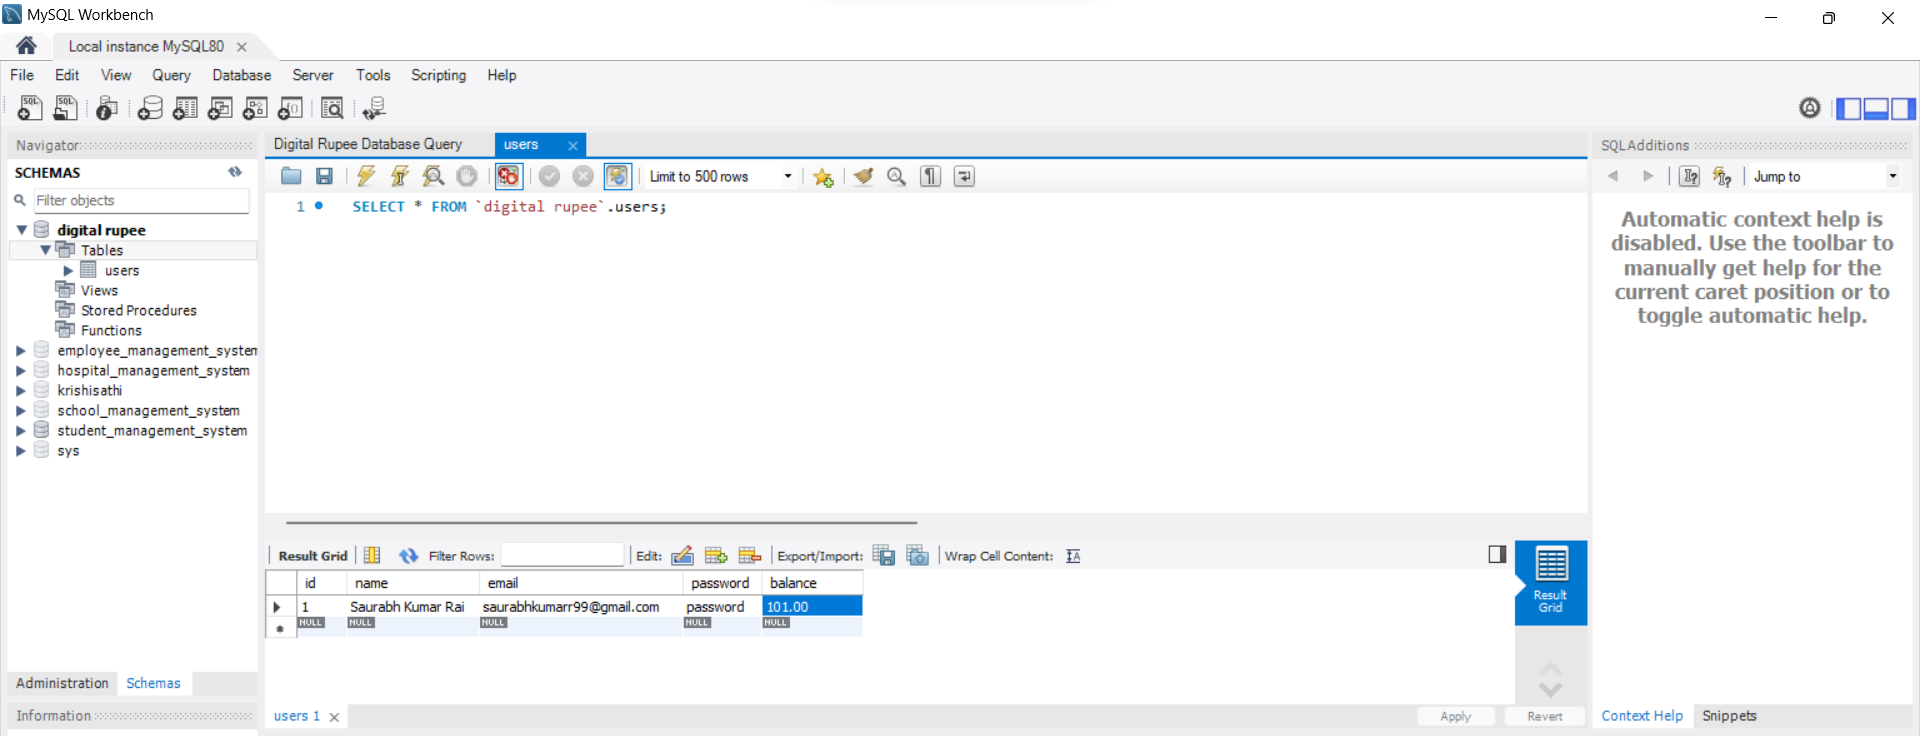 MySQL Workbench
Local instance MySQL80
File Edit View Query Database Server Tools Scripting Help
Navigator
SCHEMAS
Filter objects
digital rupee
Tables
users
Views
Stored Procedures
Functions
employee_management_system
hospital_management_system
krishisathi
school_management_system
student_management_system
sys
Administration Schemas
Information
Digital Rupee Database Query users
Limit to 500 rows
1 SELECT * FROM `digital rupee`.users;
Result Grid Filter Rows: Edit: Export/Import: Wrap Cell Content:
id name email password balance
1 Saurabh Kumar Rai saurabhkumarr99@gmail.com password 101.00
NULL NULL NULL NULL NULL
Result
Grid
users 1
Apply Revert
SQLAdditions
Jump to
Automatic context help is
disabled. Use the toolbar to
manually get help for the
current caret position or to
toggle automatic help.
Context Help Snippets